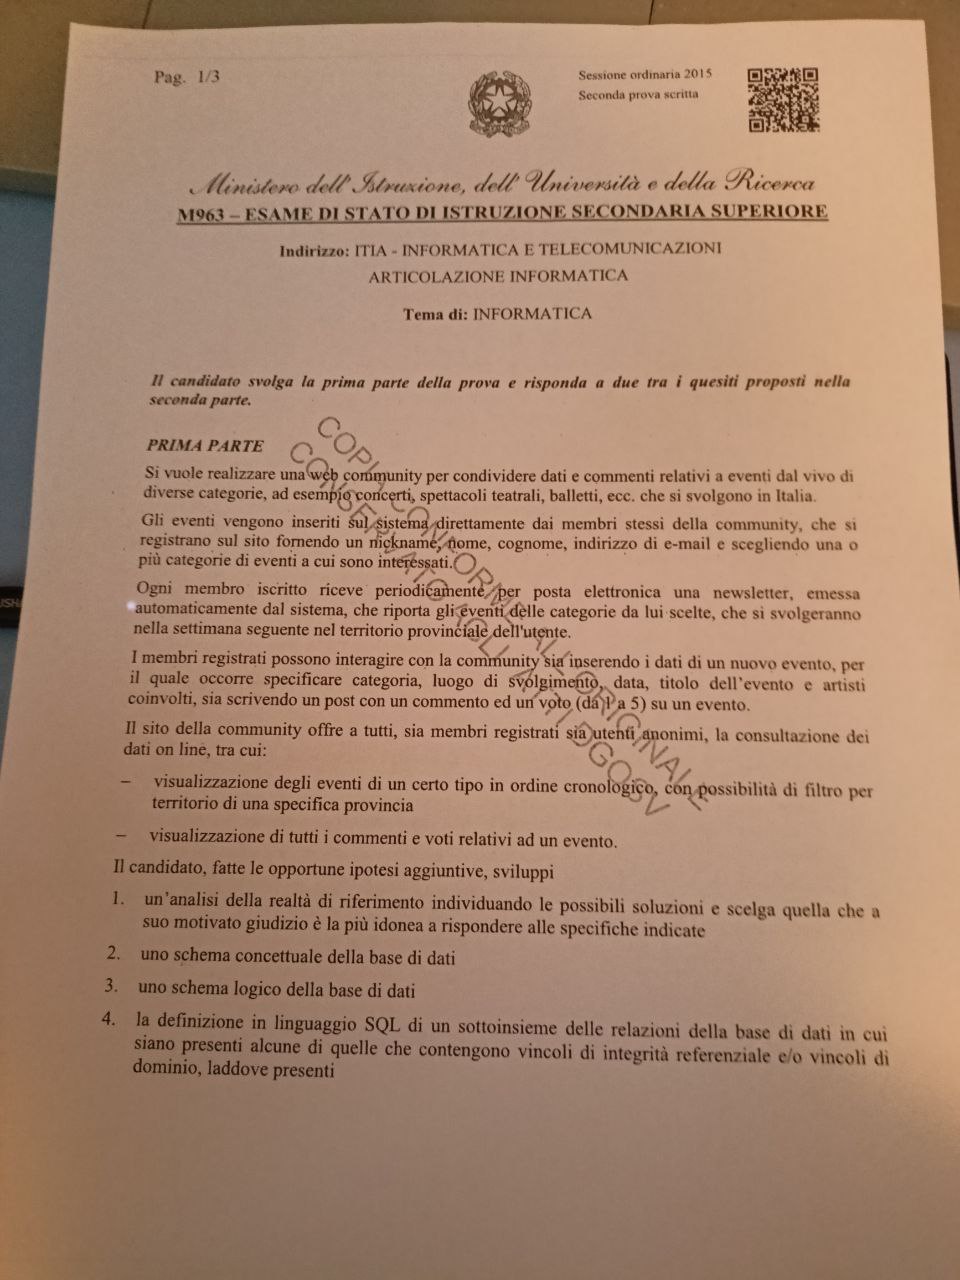 Pag. 1/3
Sessione ordinaria 2015
Seconda prova scritta
Ministero dell'Istruzione, dell'Università e della Ricerca
M963 – ESAME DI STATO DI ISTRUZIONE SECONDARIA SUPERIORE
Indirizzo: ITIA - INFORMATICA E TELECOMUNICAZIONI
ARTICOLAZIONE INFORMATICA
Tema di: INFORMATICA
Il candidato svolga la prima parte della prova e risponda a due tra i quesiti proposti nella
seconda parte.
PRIMA PARTE
Si vuole realizzare una web community per condividere dati e commenti relativi a eventi dal vivo di
diverse categorie, ad esempio concerti, spettacoli teatrali, balletti, ecc. che si svolgono in Italia.
Gli eventi vengono inseriti sul sistema direttamente dai membri stessi della community, che si
registrano sul sito fornendo un nickname, nome, cognome, indirizzo di e-mail e scegliendo una o
più categorie di eventi a cui sono interessati.
Ogni membro iscritto riceve periodicamente per posta elettronica una newsletter, emessa
automaticamente dal sistema, che riporta gli eventi delle categorie da lui scelte, che si svolgeranno
nella settimana seguente nel territorio provinciale dell'utente.
I membri registrati possono interagire con la community sia inserendo i dati di un nuovo evento, per
il quale occorre specificare categoria, luogo di svolgimento, data, titolo dell'evento e artisti
coinvolti, sia scrivendo un post con un commento ed un voto (da 1 a 5) su un evento.
Il sito della community offre a tutti, sia membri registrati sia utenti anonimi, la consultazione dei
dati on line, tra cui:
– visualizzazione degli eventi di un certo tipo in ordine cronologico, con possibilità di filtro per
territorio di una specifica provincia
– visualizzazione di tutti i commenti e voti relativi ad un evento.
Il candidato, fatte le opportune ipotesi aggiuntive, sviluppi
1. un'analisi della realtà di riferimento individuando le possibili soluzioni e scelga quella che a
suo motivato giudizio è la più idonea a rispondere alle specifiche indicate
2. uno schema concettuale della base di dati
3. uno schema logico della base di dati
4. la definizione in linguaggio SQL di un sottoinsieme delle relazioni della base di dati in cui
siano presenti alcune di quelle che contengono vincoli di integrità referenziale e/o vincoli di
dominio, laddove presenti